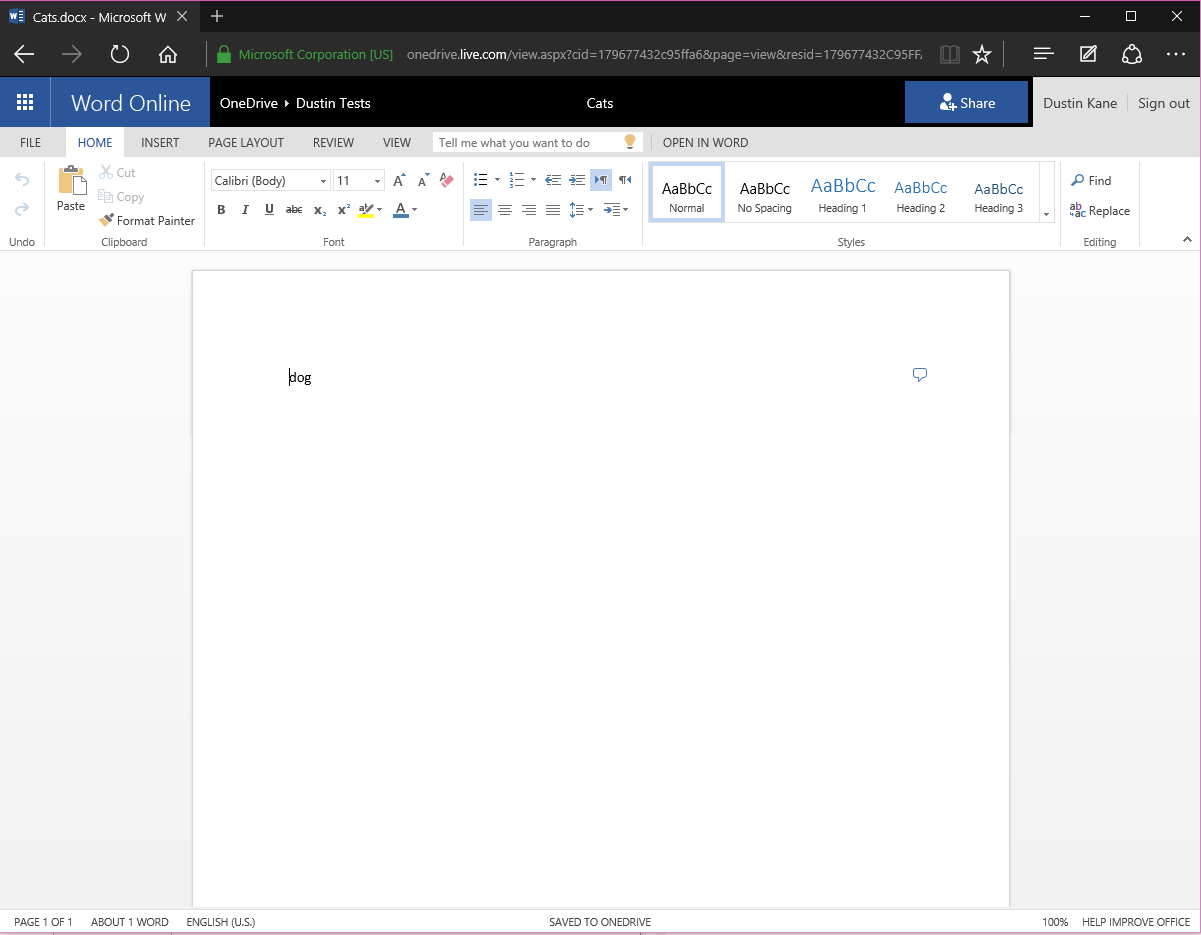 Cats.docx - Microsoft W
Microsoft Corporation [US] onedrive.live.com/view.aspx?cid=179677432c95ffa6&page=view&resid=179677432C95FF
Word Online OneDrive Dustin Tests Cats Share Dustin Kane Sign out
FILE HOME INSERT PAGE LAYOUT REVIEW VIEW Tell me what you want to do OPEN IN WORD
Paste
Cut
Copy
Format Painter
Calibri (Body) 11 A A A
B I U abc x₂ x² ab A
AaBbCc AaBbCc AaBbCc AaBbCc AaBbCc
Normal No Spacing Heading 1 Heading 2 Heading 3
Find
Replace
Undo Clipboard Font Paragraph Styles Editing
dog
PAGE 1 OF 1 ABOUT 1 WORD ENGLISH (U.S.) SAVED TO ONEDRIVE 100% HELP IMPROVE OFFICE